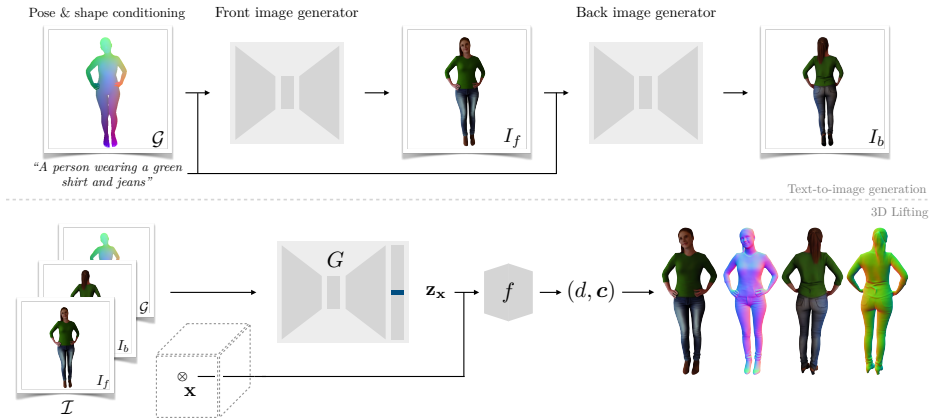 Pose & shape conditioning
Front image generator
Back image generator
𝒢
I_f
I_b
“A person wearing a green
shirt and jeans”
Text-to-image generation
3D Lifting
G
𝒢
I_b
I_f
ℐ
⊗
x
z_x
f
(d, c)